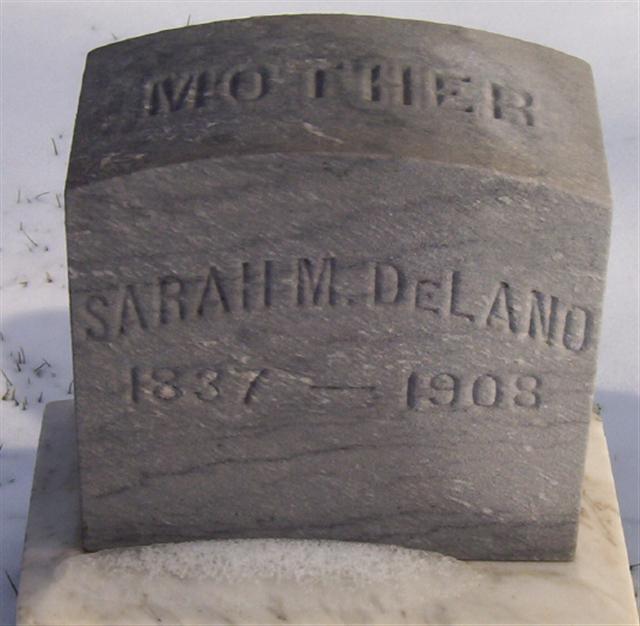 MOTHER
SARAH M. DELANO
1837 — 1908